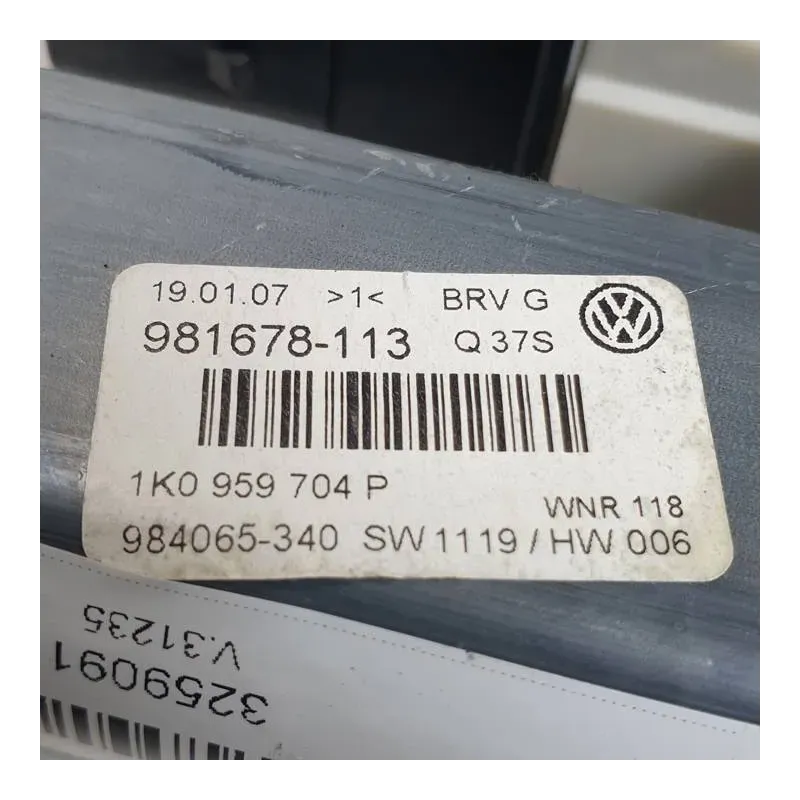 19.01.07 >1< BRV G
981678-113 Q 37S
1K0 959 704 P
WNR 118
984065-340 SW 1119 / HW 006
V.31235
3259091